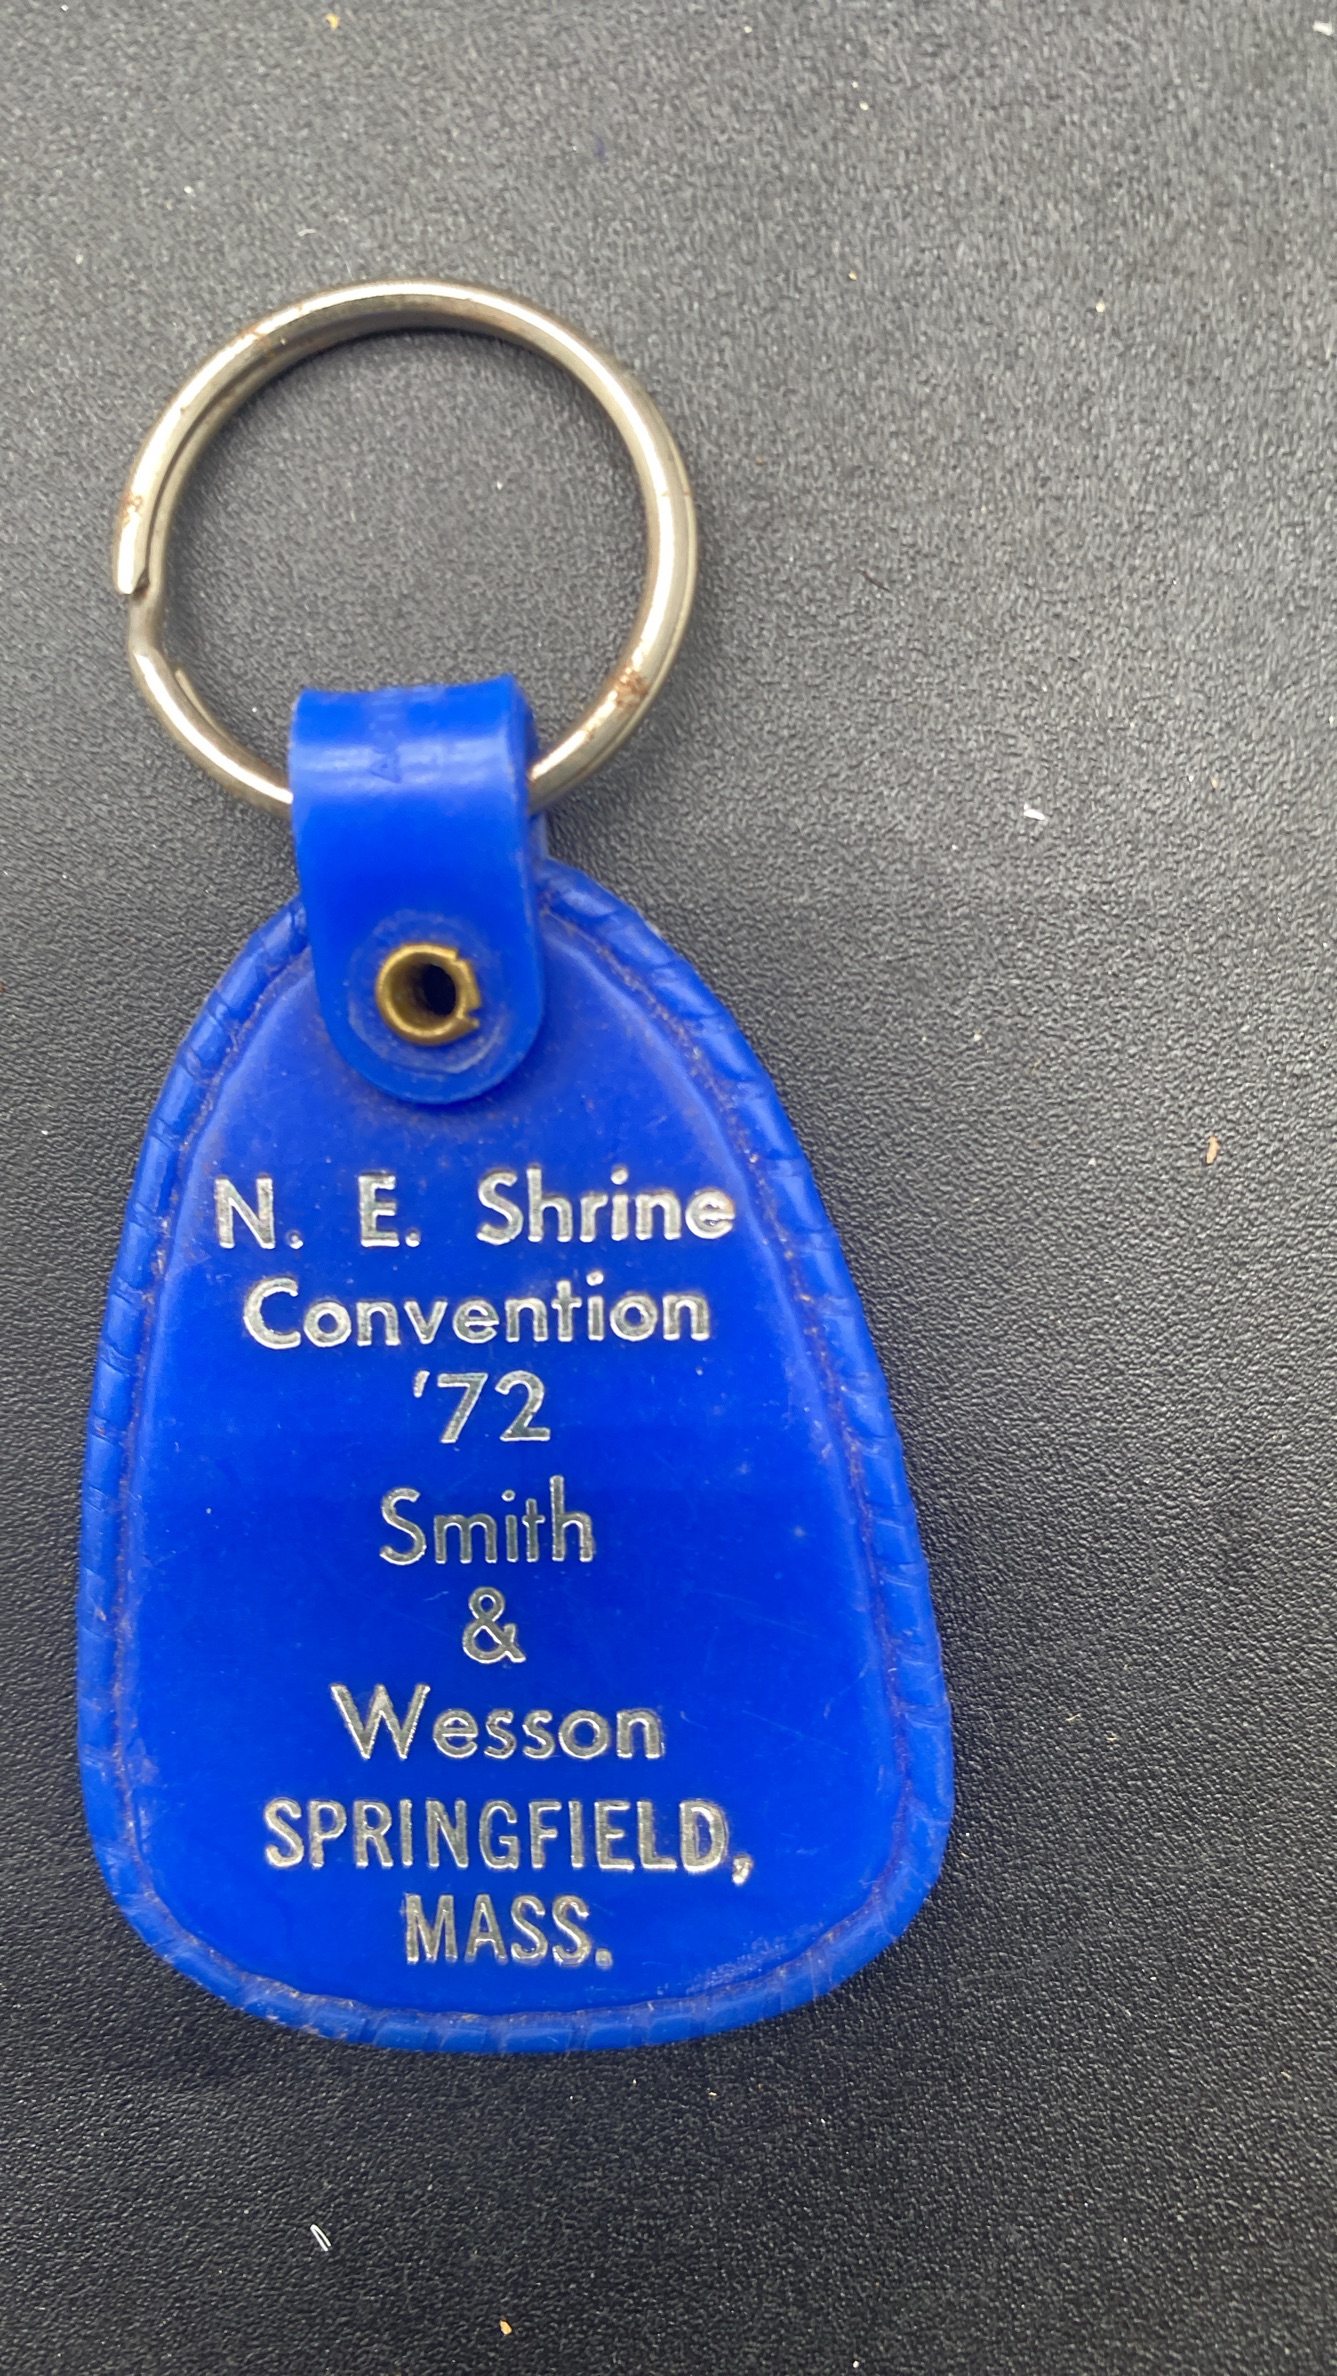 N. E. Shrine
Convention
'72
Smith
&
Wesson
SPRINGFIELD,
MASS.